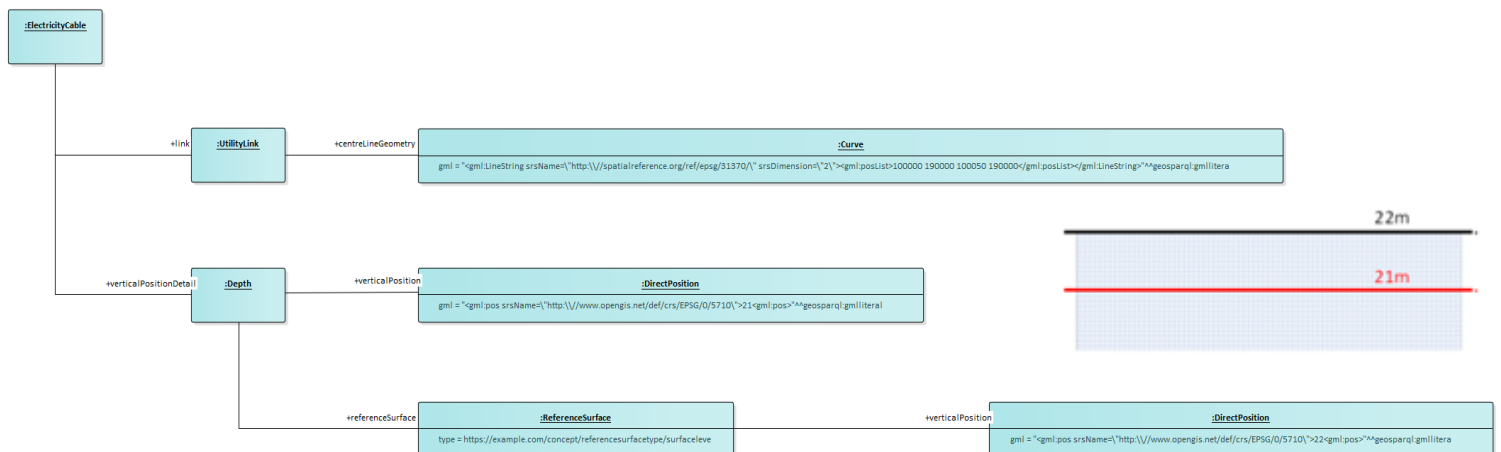 :ElectricityCable
+link
:UtilityLink
+centreLineGeometry
:Curve
gml = "<gml:LineString srsName=\"http:\//spatialreference.org/ref/epsg/31370/\" srsDimension=\"2\"><gml:posList>100000 190000 100050 190000</gml:posList></gml:LineString>"^^geosparql:gmllitera
22m
21m
+verticalPositionDetail
:Depth
+verticalPosition
:DirectPosition
gml = "<gml:pos srsName=\"http:\//www.opengis.net/def/crs/EPSG/0/5710\">21<gml:pos>"^^geosparql:gmlliteral
+referenceSurface
:ReferenceSurface
type = https://example.com/concept/referencesurfacetype/surfaceleve
+verticalPosition
:DirectPosition
gml = "<gml:pos srsName=\"http:\//www.opengis.net/def/crs/EPSG/0/5710\">22<gml:pos>"^^geosparql:gmllitera